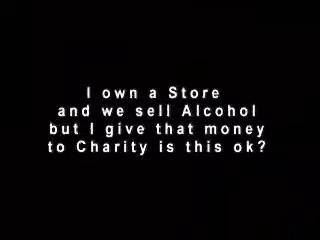 I own a Store
and we sell Alcohol
but I give that money
to Charity is this ok?